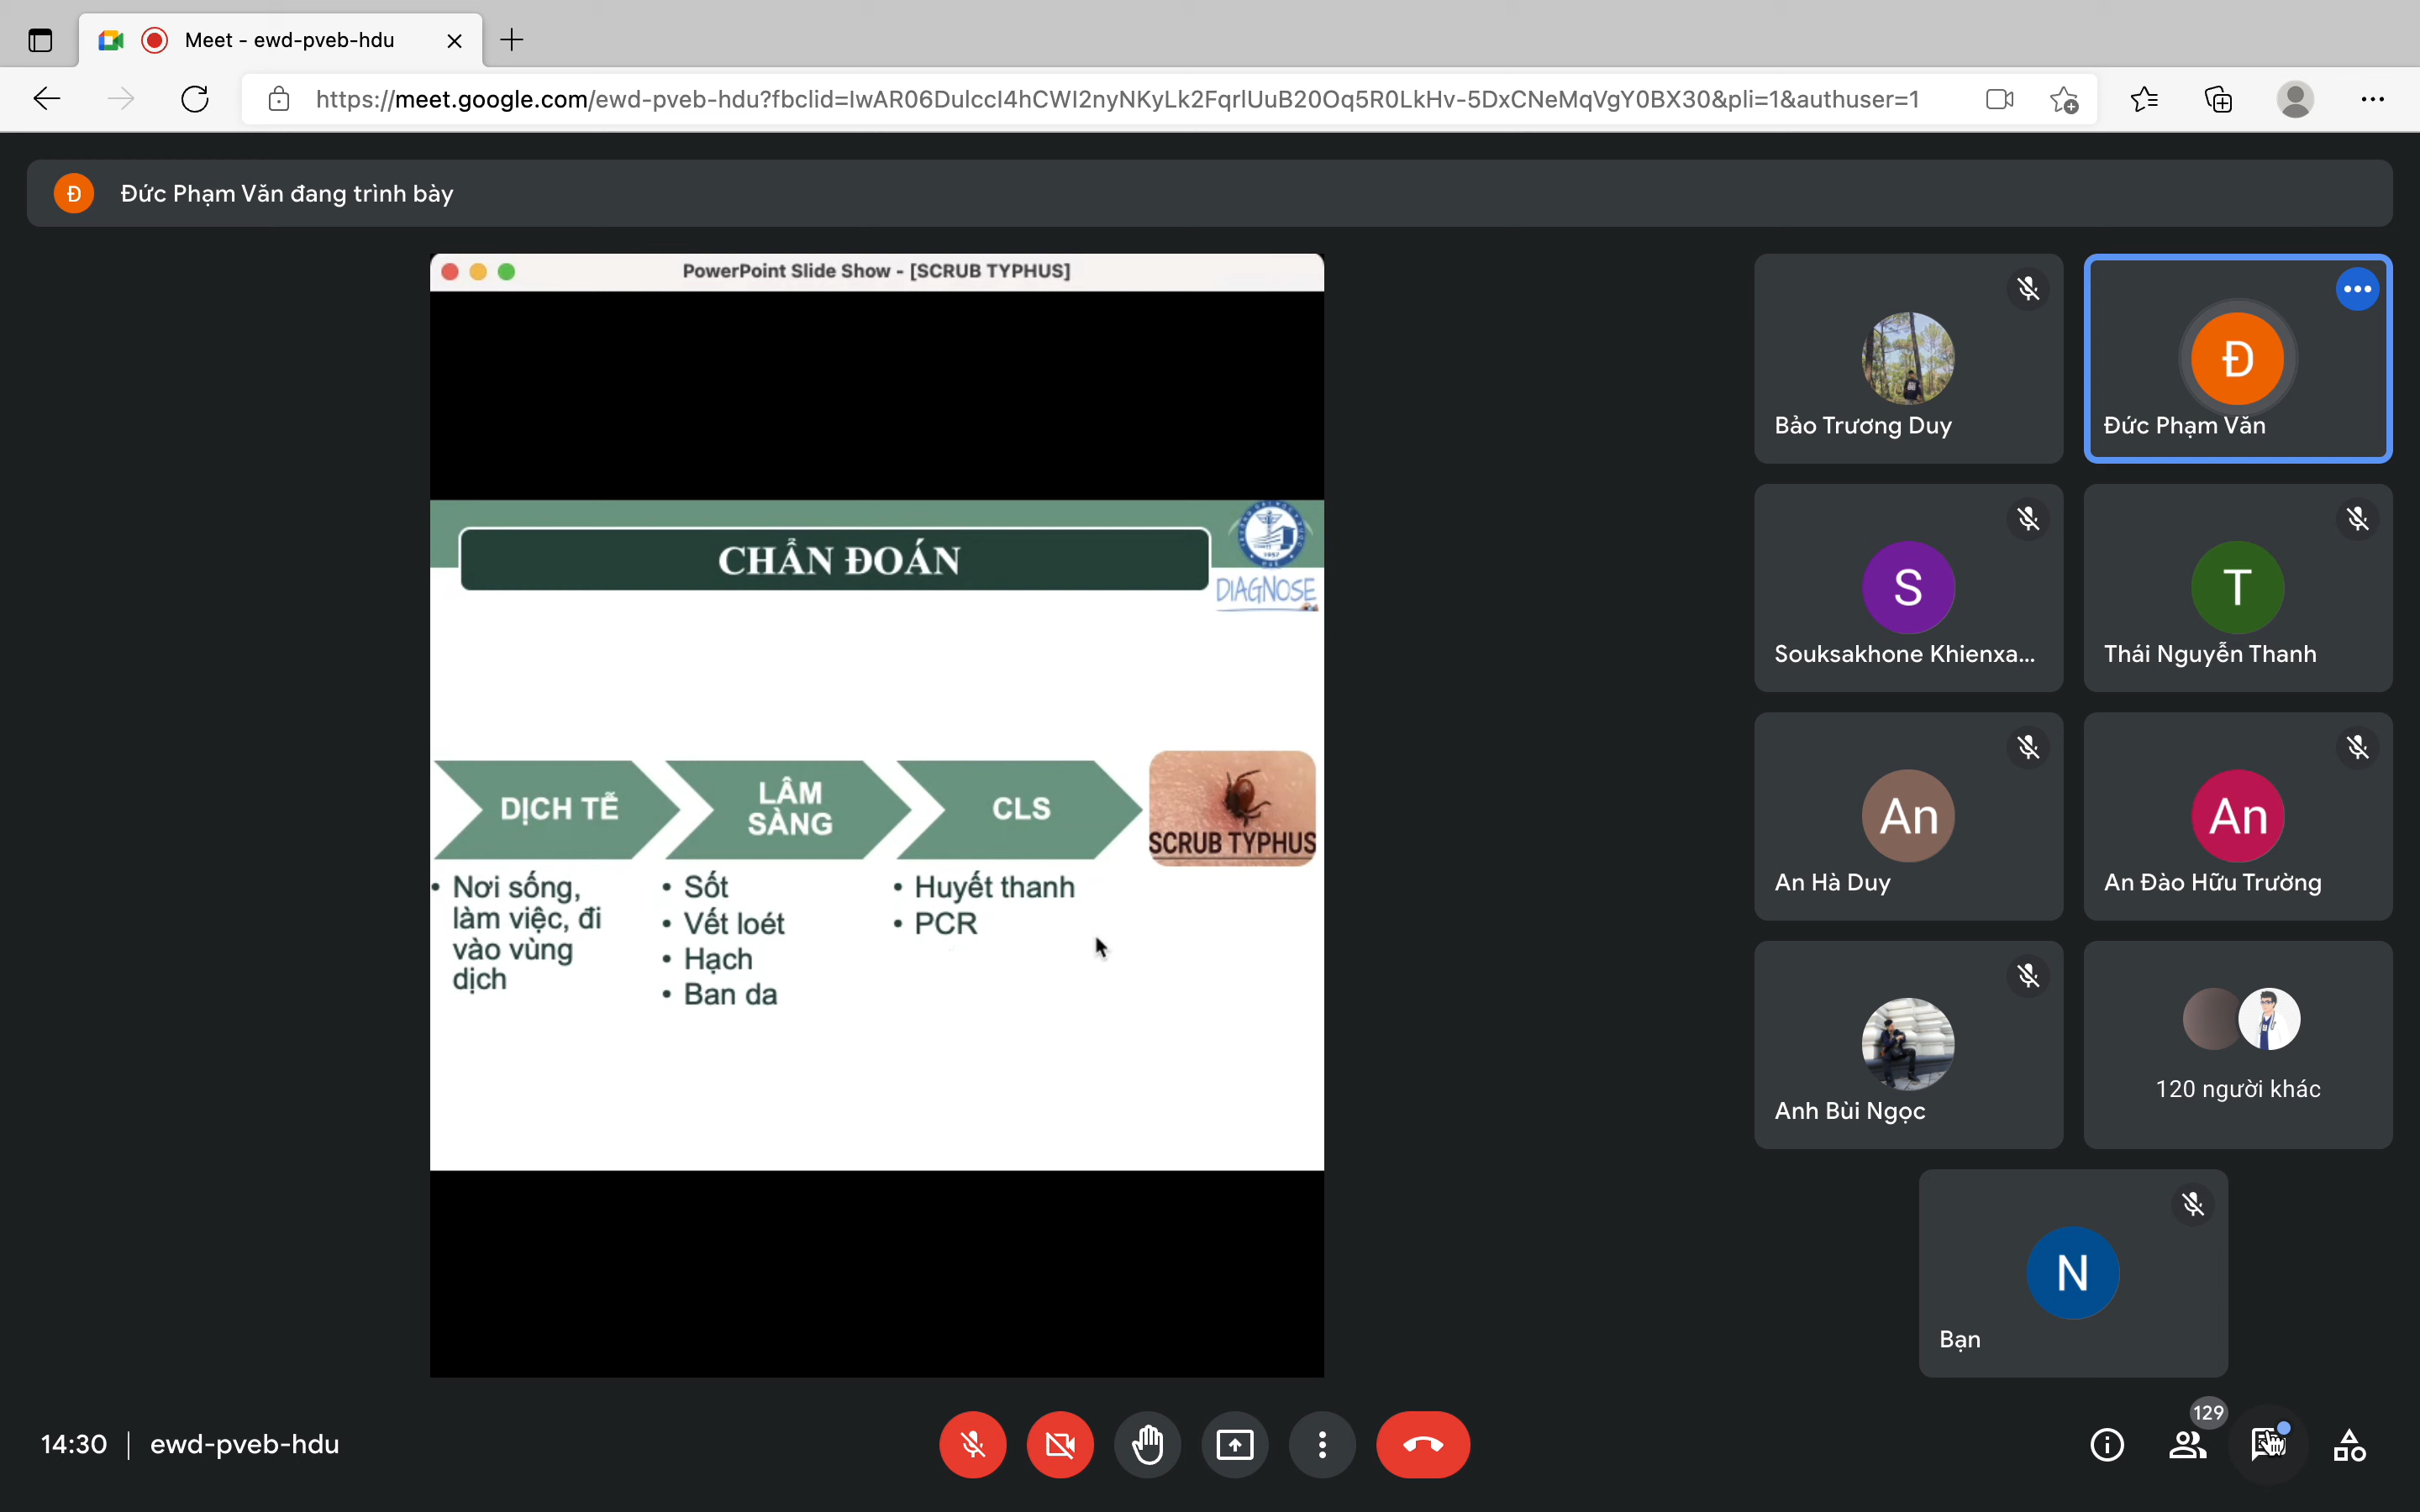 Meet - ewd-pveb-hdu
https://meet.google.com/ewd-pveb-hdu?fbclid=IwAR06DulccI4hCWI2nyNKyLk2FqrIUuB20Oq5R0LkHv-5DxCNeMqVgY0BX30&pli=1&authuser=1
Đ
Đức Phạm Văn đang trình bày
PowerPoint Slide Show - [SCRUB TYPHUS]
CHẨN ĐOÁN
1957
DIAGNOSE
DỊCH TỄ
• Nơi sống,
làm việc, đi
vào vùng
dịch
LÂM
SÀNG
• Sốt
• Vết loét
• Hạch
• Ban da
CLS
• Huyết thanh
• PCR
SCRUB TYPHUS
Bảo Trương Duy
Đ
Đức Phạm Văn
S
Souksakhone Khienxa...
T
Thái Nguyễn Thanh
An
An Hà Duy
An
An Đào Hữu Trường
Anh Bùi Ngọc
120 người khác
N
Bạn
14:30 | ewd-pveb-hdu
129